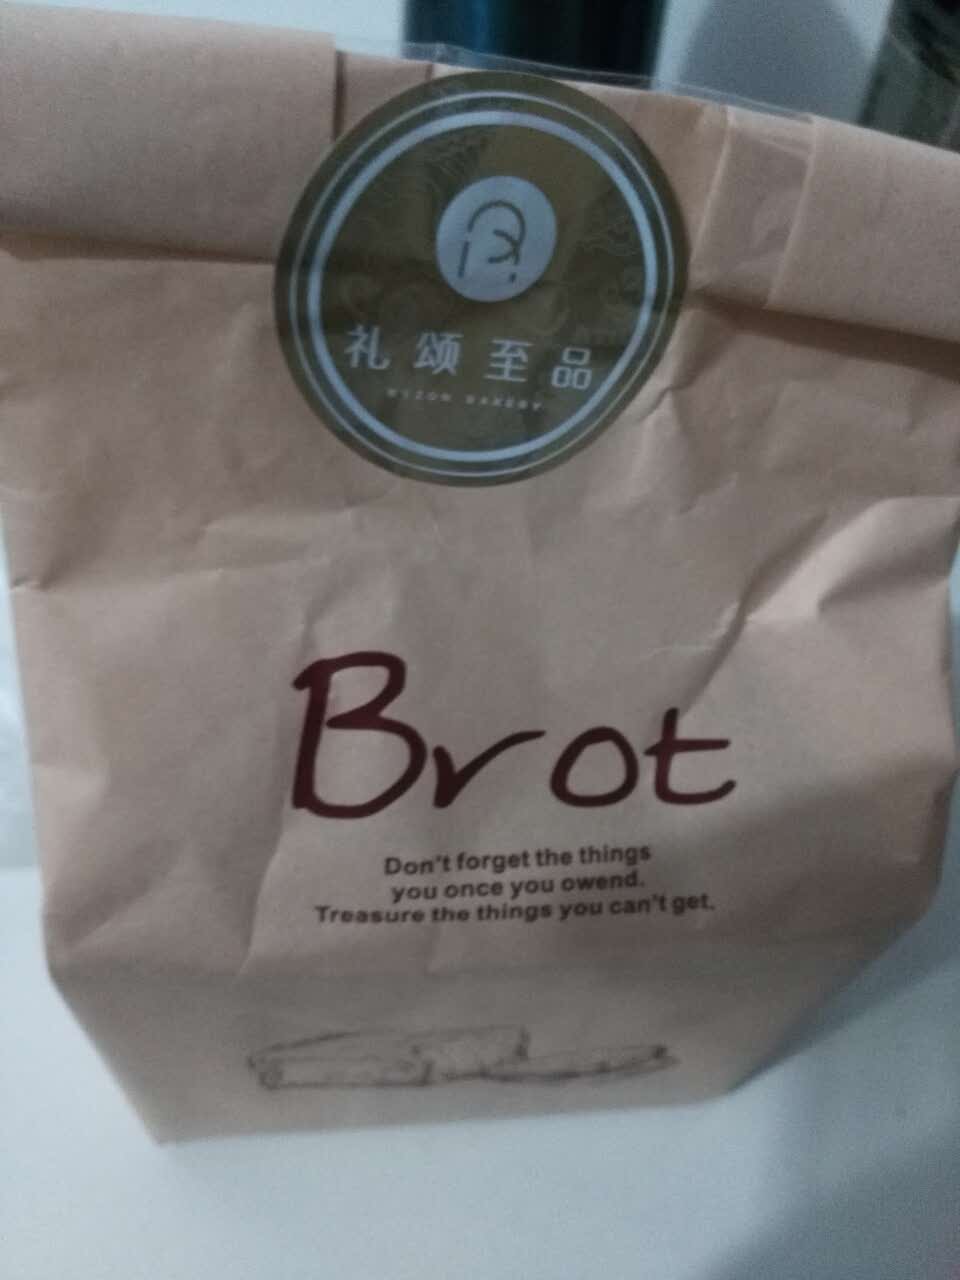 礼颂至品
BAKERY
Brot
Don't forget the things
you once you owend.
Treasure the things you can't get.